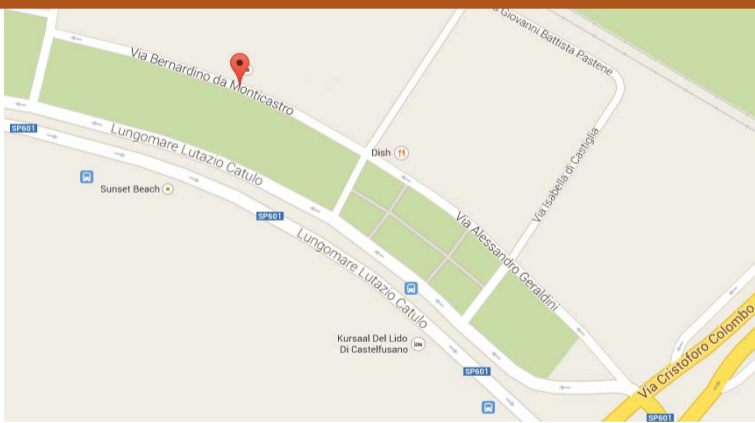 Via Giovanni Battista Pastene
Via Bernardino da Monticastro
SP601
Lungomare Lutazio Catulo
Dish
Via Isabella di Castiglia
Sunset Beach
SP601
Via Alessandro Geraldini
Lungomare Lutazio Catulo
Kursaal Del Lido
Di Castelfusano
SP601
Via Cristoforo Colombo
SP601